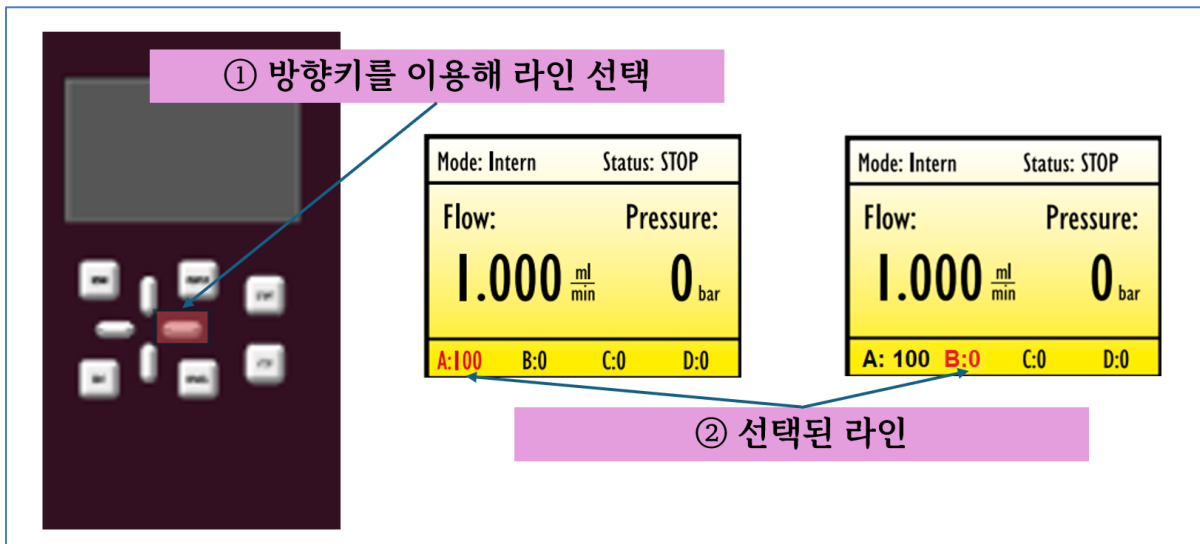 ① 방향키를 이용해 라인 선택
Mode: Intern Status: STOP
Flow: Pressure:
1.000 ml/min 0 bar
A:100 B:0 C:0 D:0
Mode: Intern Status: STOP
Flow: Pressure:
1.000 ml/min 0 bar
A: 100 B:0 C:0 D:0
② 선택된 라인